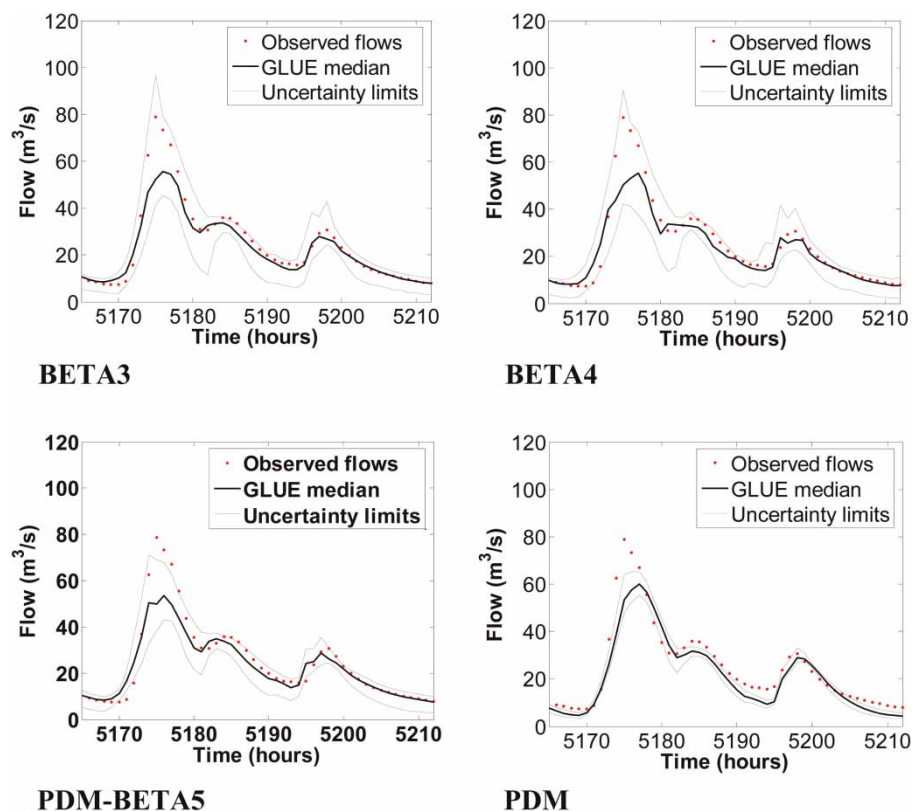 120
100
80
60
40
20
0
Flow (m³/s)
Observed flows
GLUE median
Uncertainty limits
5170 5180 5190 5200 5210
Time (hours)
BETA3
120
100
80
60
40
20
0
Flow (m³/s)
Observed flows
GLUE median
Uncertainty limits
5170 5180 5190 5200 5210
Time (hours)
BETA4
120
100
80
60
40
20
0
Flow (m³/s)
Observed flows
GLUE median
Uncertainty limits
5170 5180 5190 5200 5210
Time (hours)
PDM-BETA5
120
100
80
60
40
20
0
Flow (m³/s)
Observed flows
GLUE median
Uncertainty limits
5170 5180 5190 5200 5210
Time (hours)
PDM